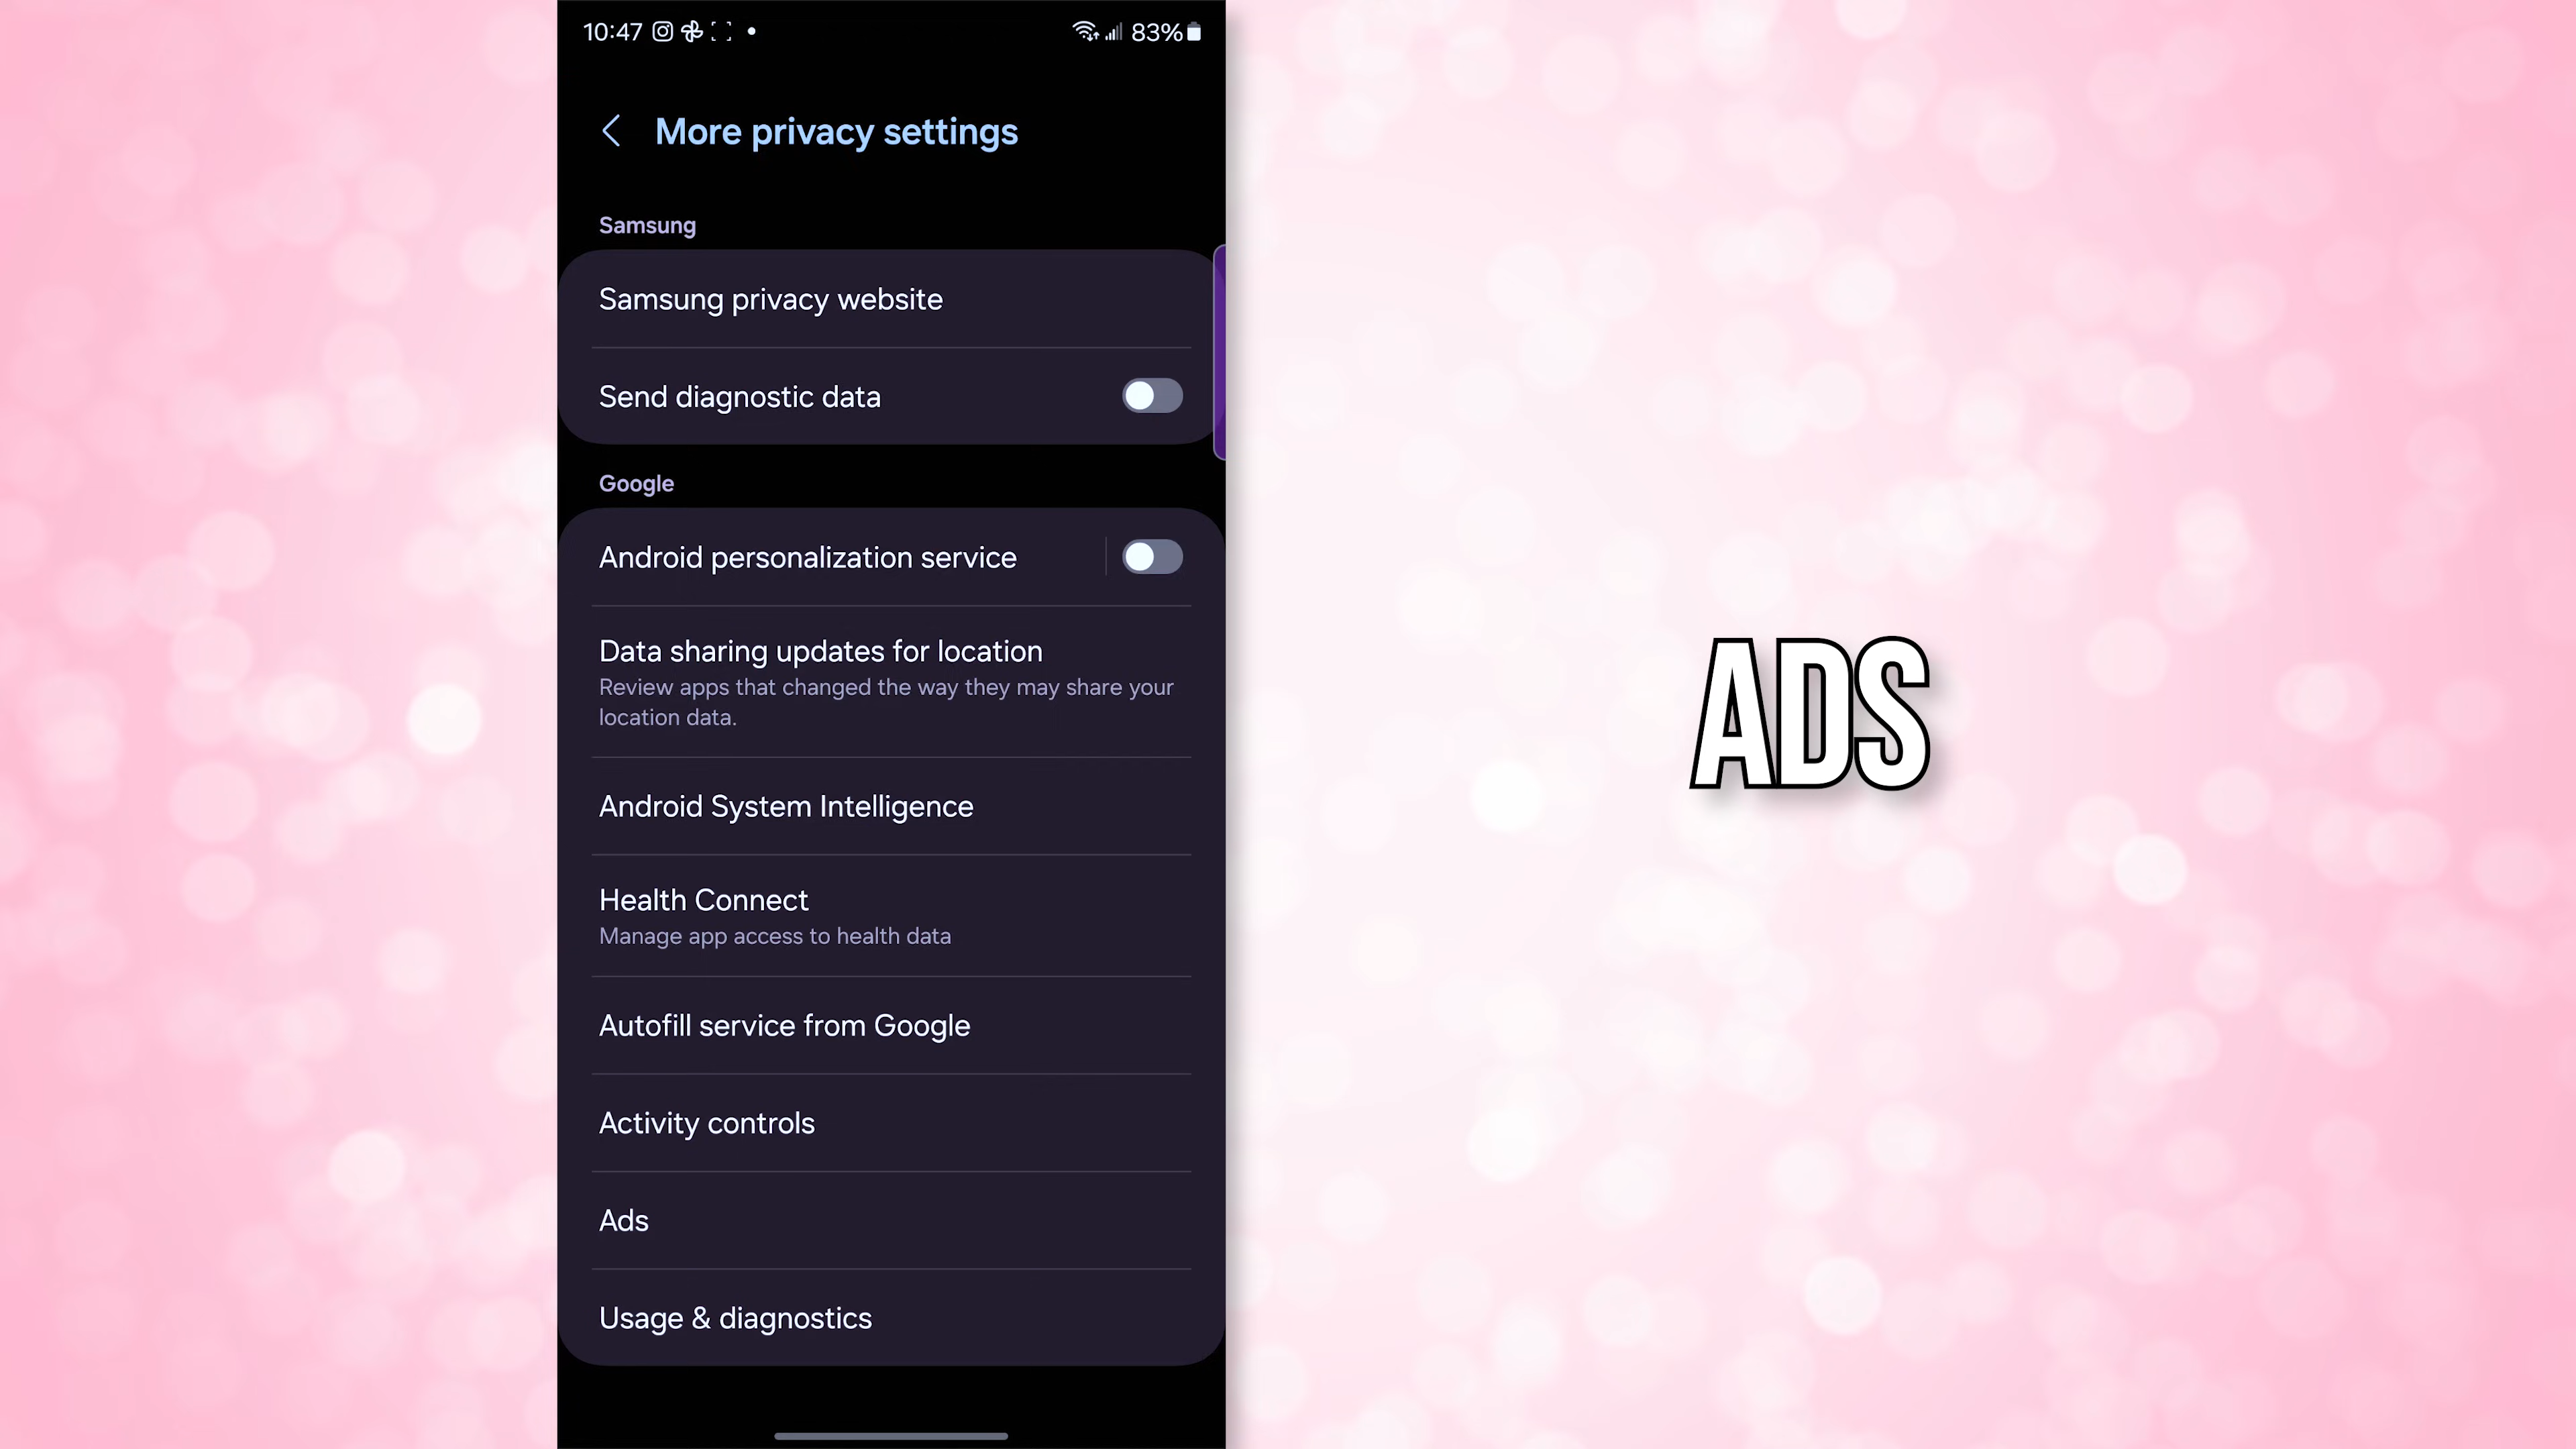 10:47
83%
More privacy settings
Samsung
Samsung privacy website
Send diagnostic data
Google
Android personalization service
Data sharing updates for location
Review apps that changed the way they may share your
location data.
Android System Intelligence
Health Connect
Manage app access to health data
Autofill service from Google
Activity controls
Ads
Usage & diagnostics
ADS